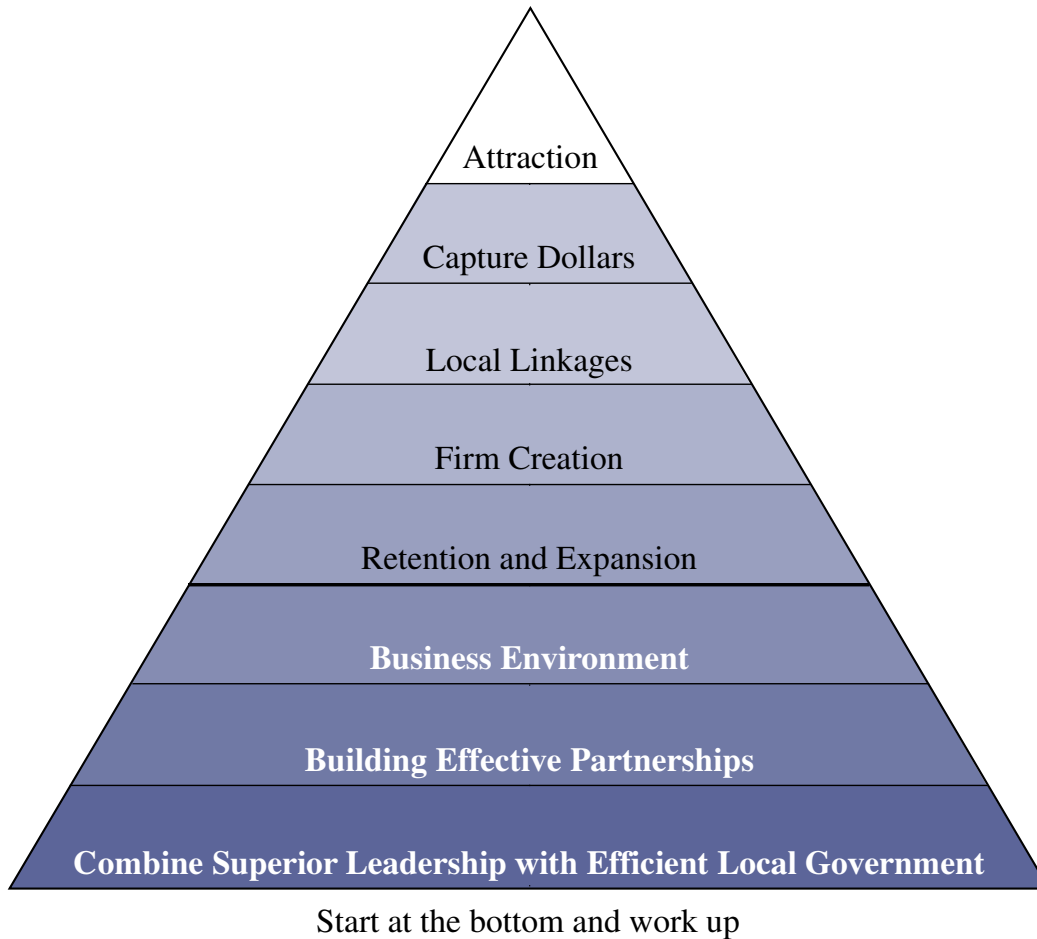 Attraction
Capture Dollars
Local Linkages
Firm Creation
Retention and Expansion
Business Environment
Building Effective Partnerships
Combine Superior Leadership with Efficient Local Government
Start at the bottom and work up